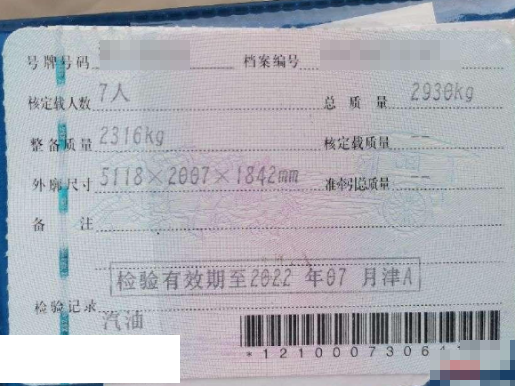 号牌号码 档案编号
核定载人数 7人 总质量 2930kg
整备质量 2316kg 核定载质量 --
外廓尺寸 5118×2007×1842mm 准牵引总质量 --
备注
检验有效期至2022年07月津A
检验记录
汽油
*1210007306